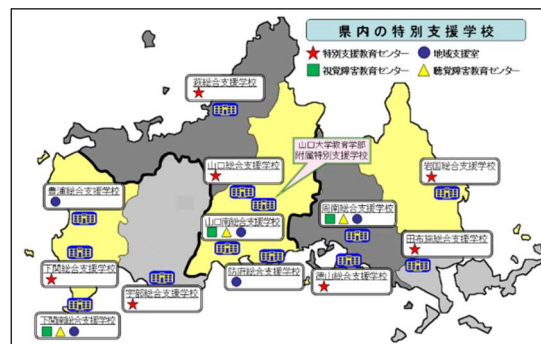 県内の特別支援学校
★特別支援教育センター ●地域支援室
■視覚障害教育センター ▲聴覚障害教育センター
萩総合支援学校
★
山口大学教育学部
附属特別支援学校
山口総合支援学校
★
岩国総合支援学校
★
豊浦総合支援学校
●
山口南総合支援学校
■▲●
周南総合支援学校
■▲●
田布施総合支援学校
★
下関総合支援学校
★
宇部総合支援学校
★
防府総合支援学校
●
徳山総合支援学校
★
下関南総合支援学校
■▲●